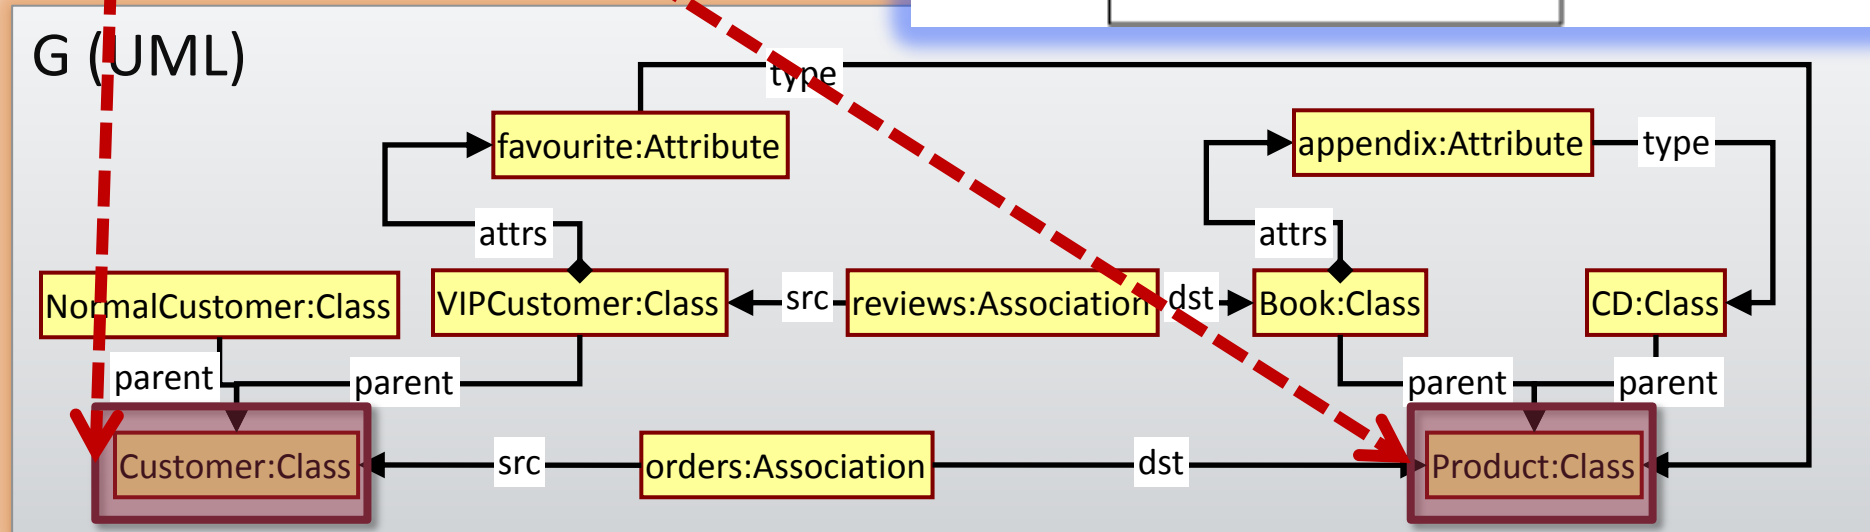 G (UML)
type
favourite:Attribute
appendix:Attribute
type
attrs
attrs
NormalCustomer:Class
VIPCustomer:Class
src
reviews:Association
dst
Book:Class
CD:Class
parent
parent
parent
parent
Customer:Class
src
orders:Association
dst
Product:Class